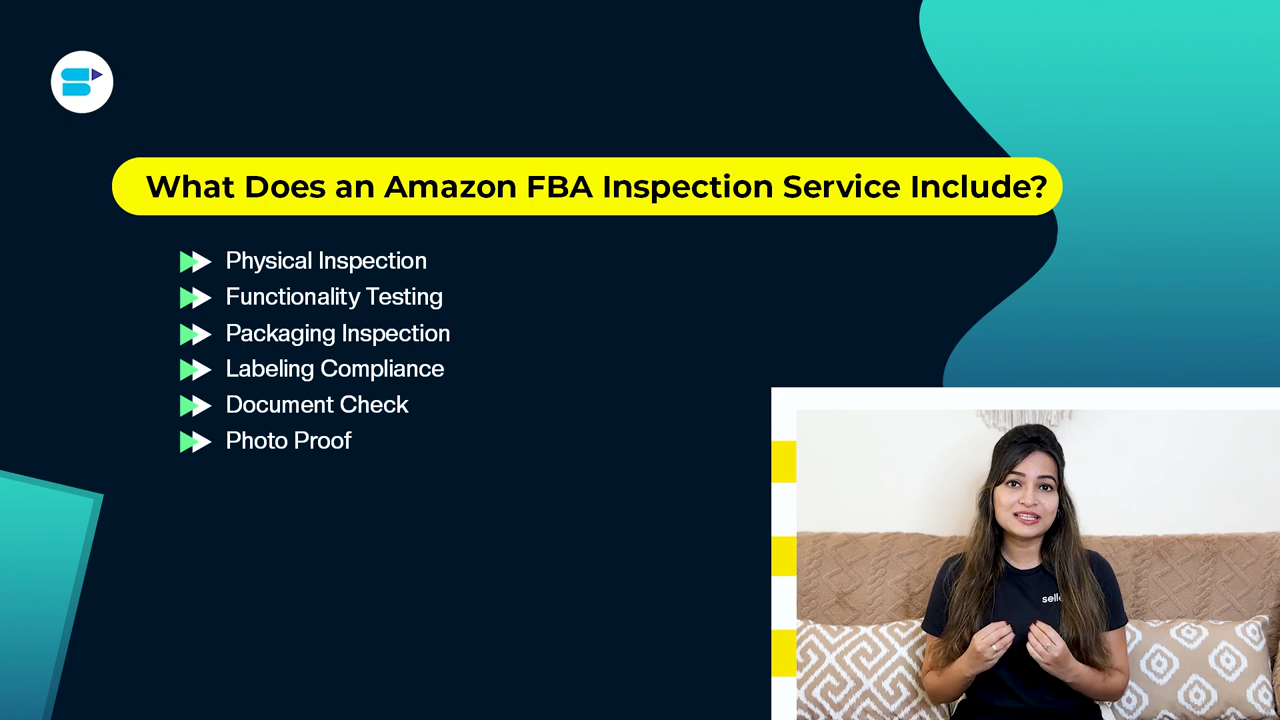 What Does an Amazon FBA Inspection Service Include?
Physical Inspection
Functionality Testing
Packaging Inspection
Labeling Compliance
Document Check
Photo Proof